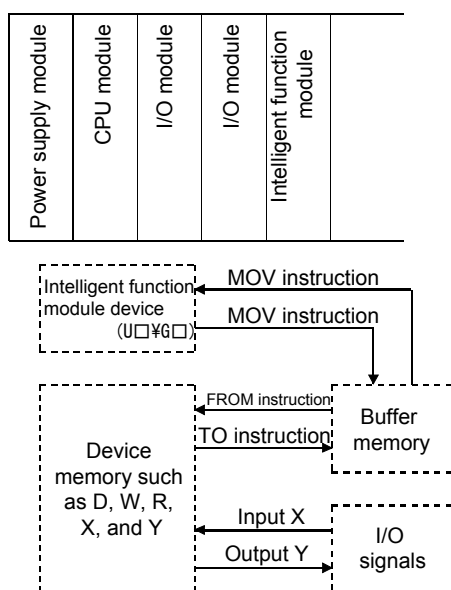 Power supply module
CPU module
I/O module
I/O module
Intelligent function
module
Intelligent function
module device
(U□¥G□)
MOV instruction
MOV instruction
FROM instruction
TO instruction
Buffer
memory
Device
memory such
as D, W, R,
X, and Y
Input X
Output Y
I/O
signals